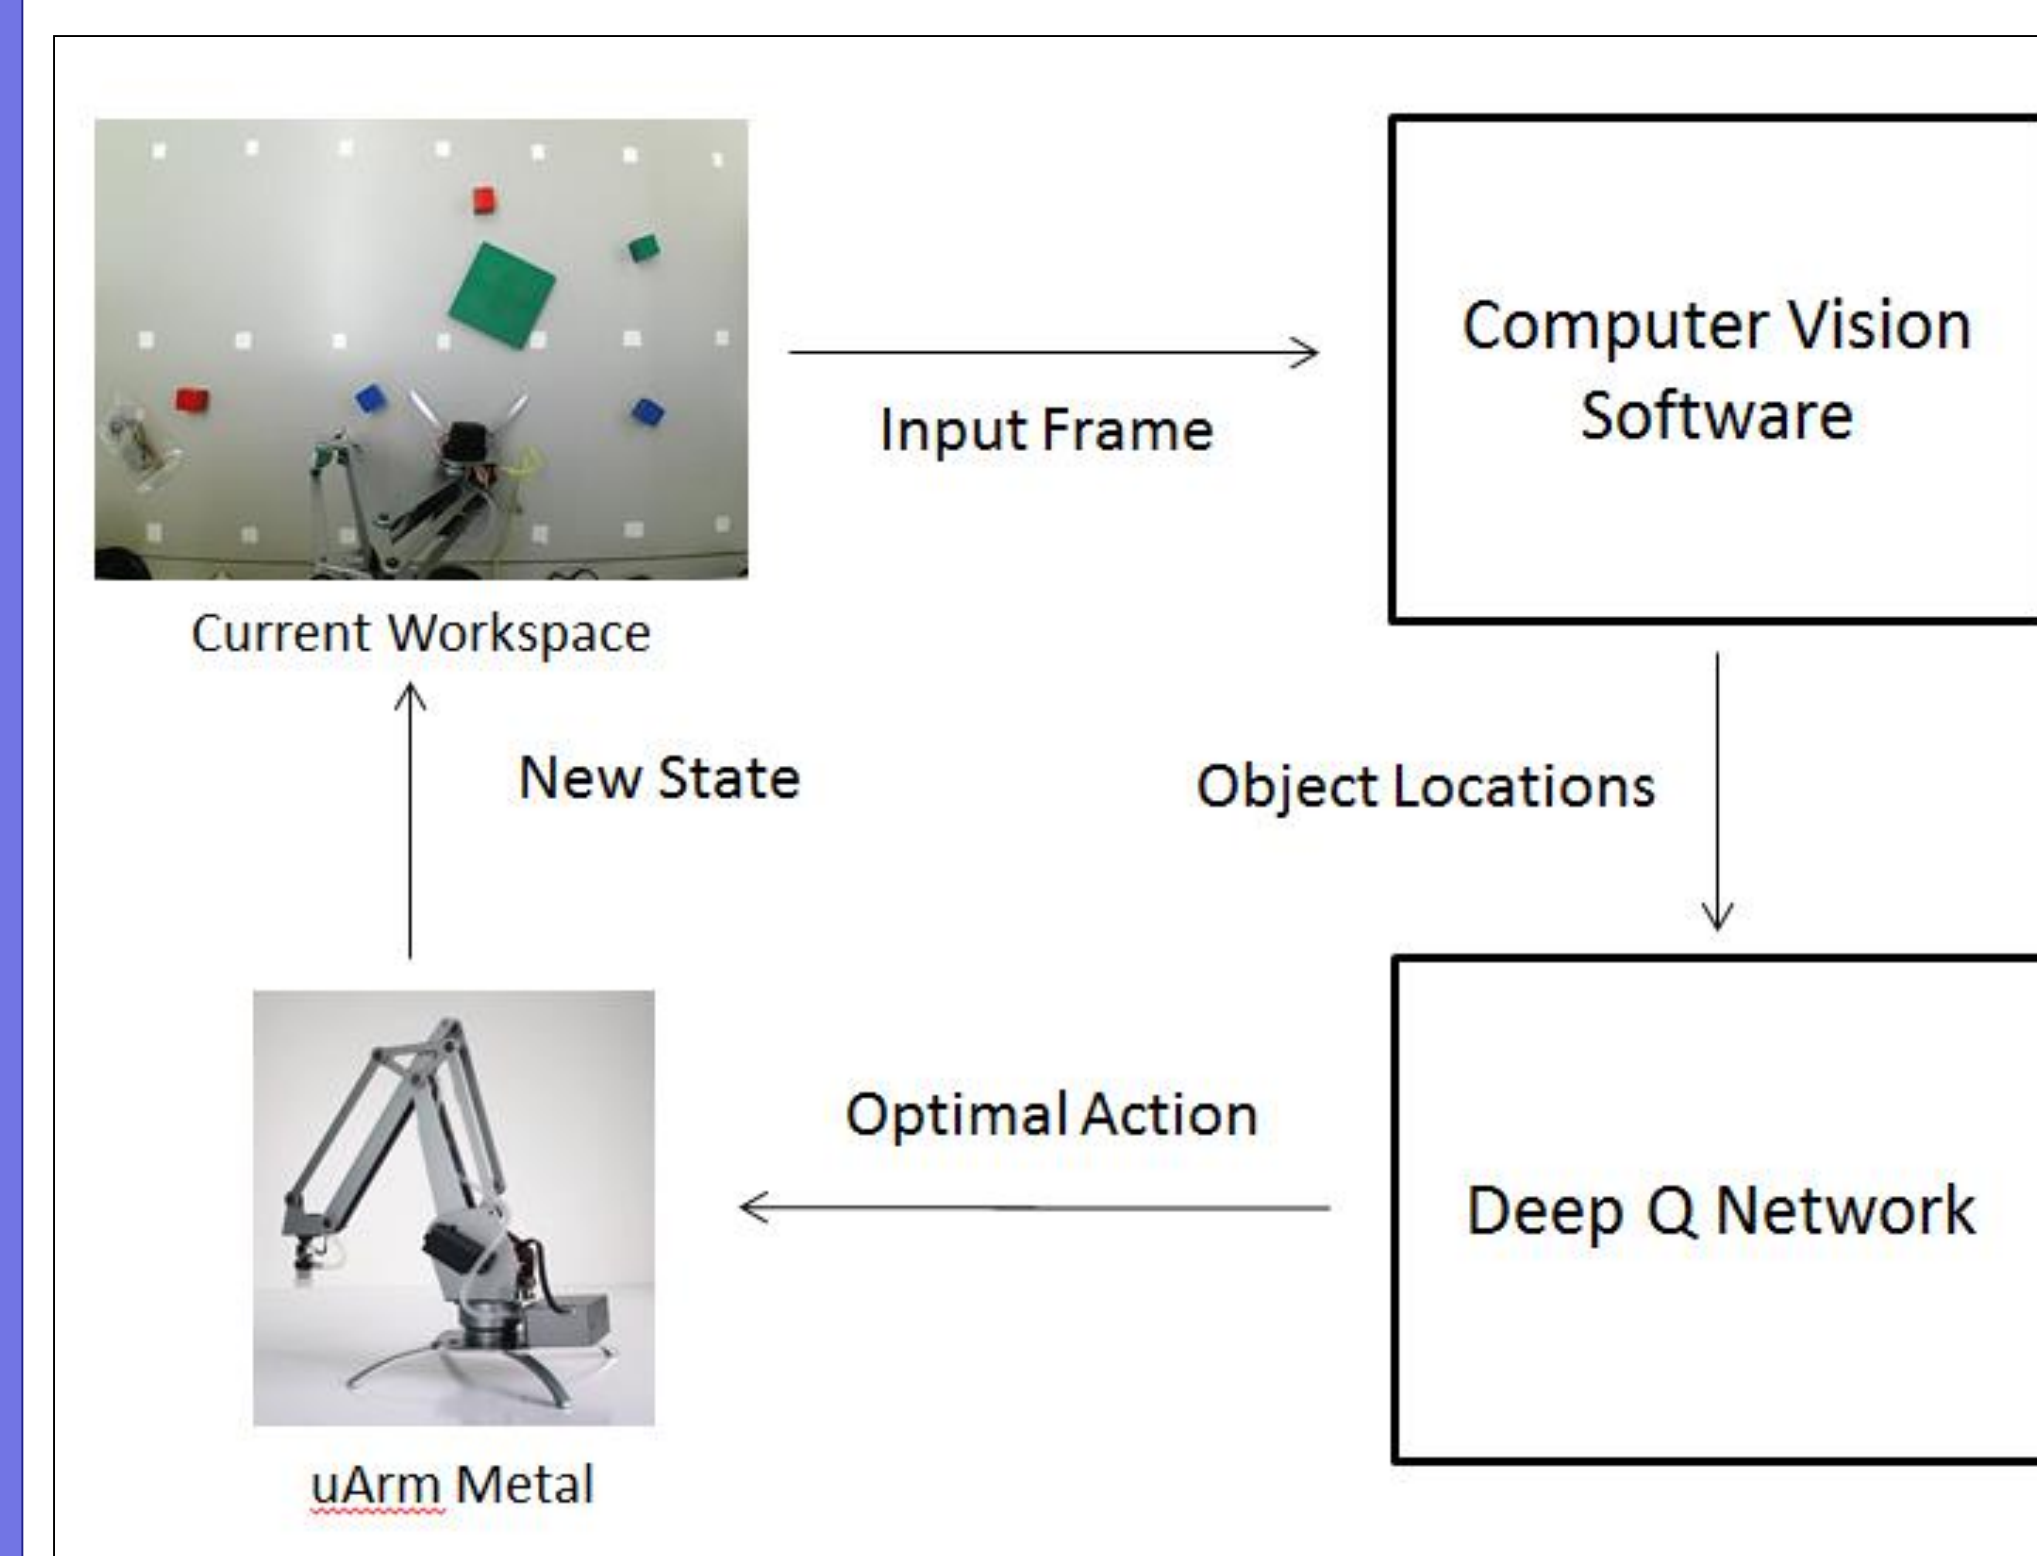 Computer Vision
Software
Input Frame
Current Workspace
New State
Object Locations
Optimal Action
Deep Q Network
uArm Metal